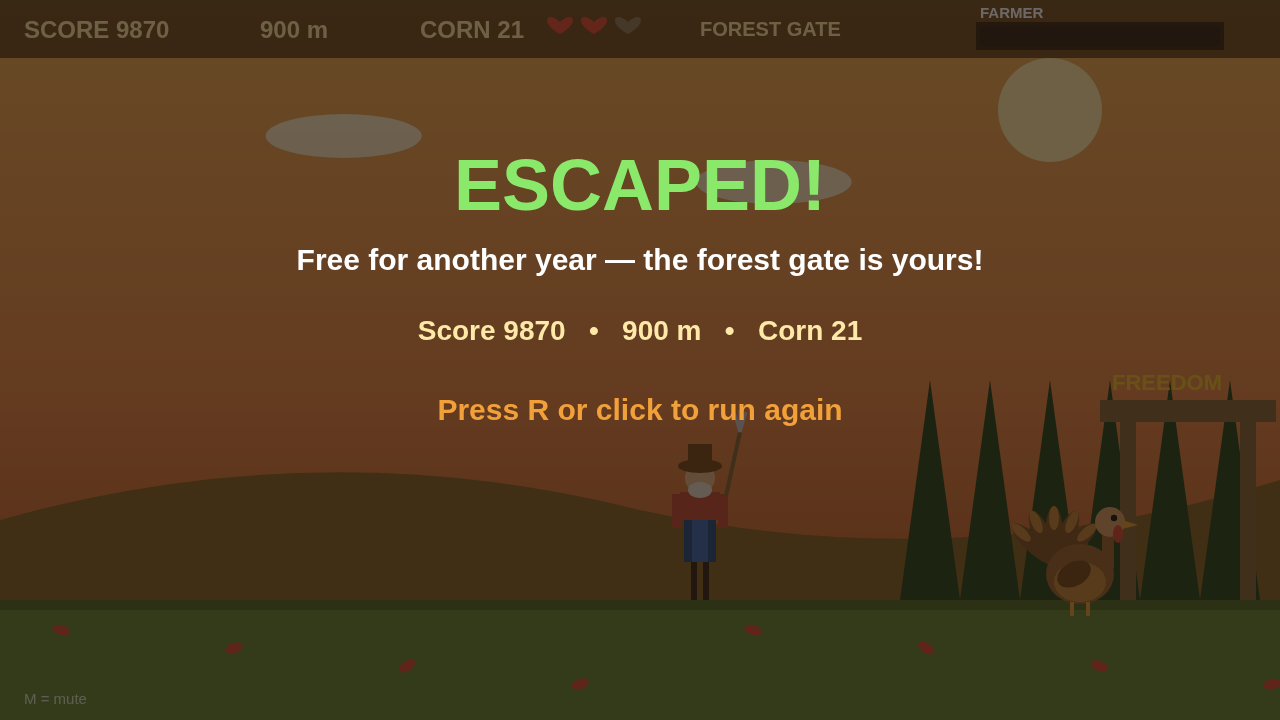 SCORE 9870 900 m CORN 21 FOREST GATE FARMER
ESCAPED!
Free for another year — the forest gate is yours!
Score 9870 • 900 m • Corn 21
FREEDOM
Press R or click to run again
M = mute